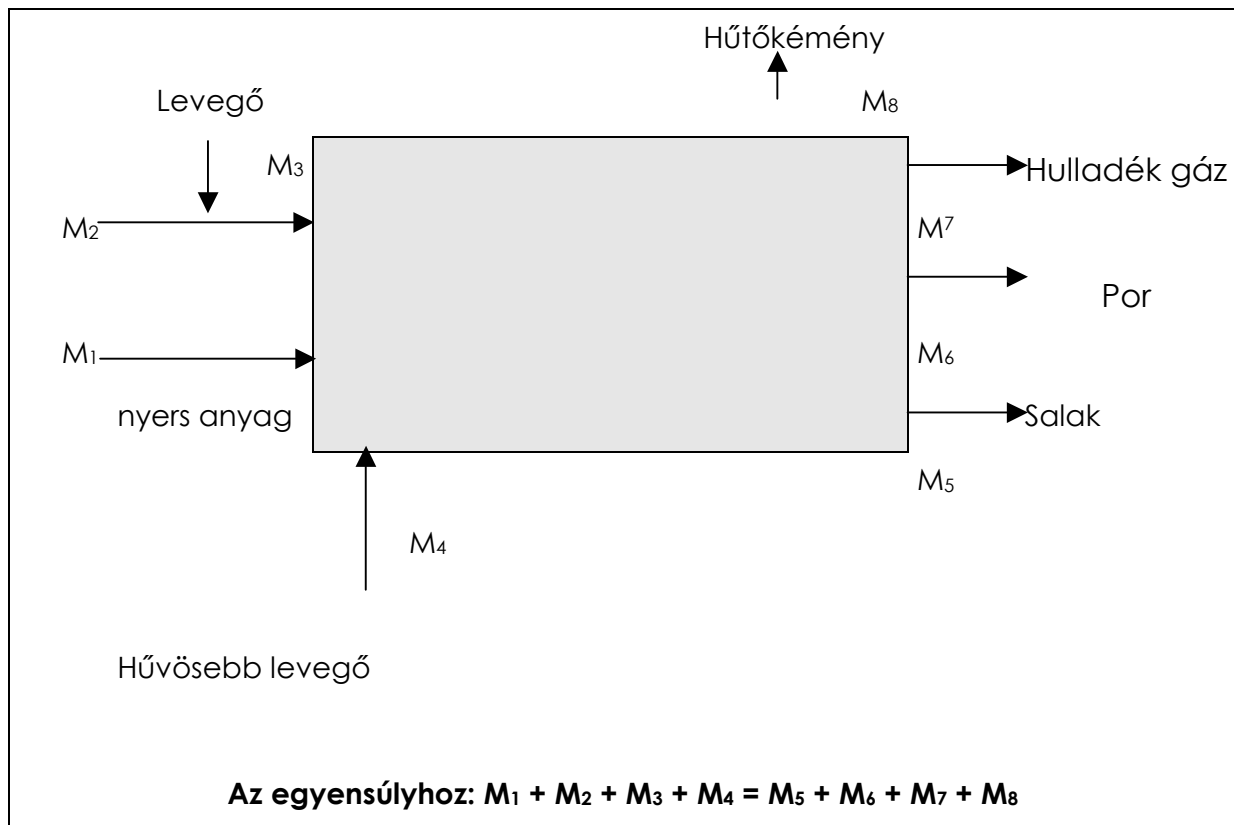 Hűtőkémény
Levegő
M₈
M₃
Hulladék gáz
M₂
M⁷
Por
M₁
M₆
nyers anyag
Salak
M₅
M₄
Hűvösebb levegő
Az egyensúlyhoz: M₁ + M₂ + M₃ + M₄ = M₅ + M₆ + M₇ + M₈